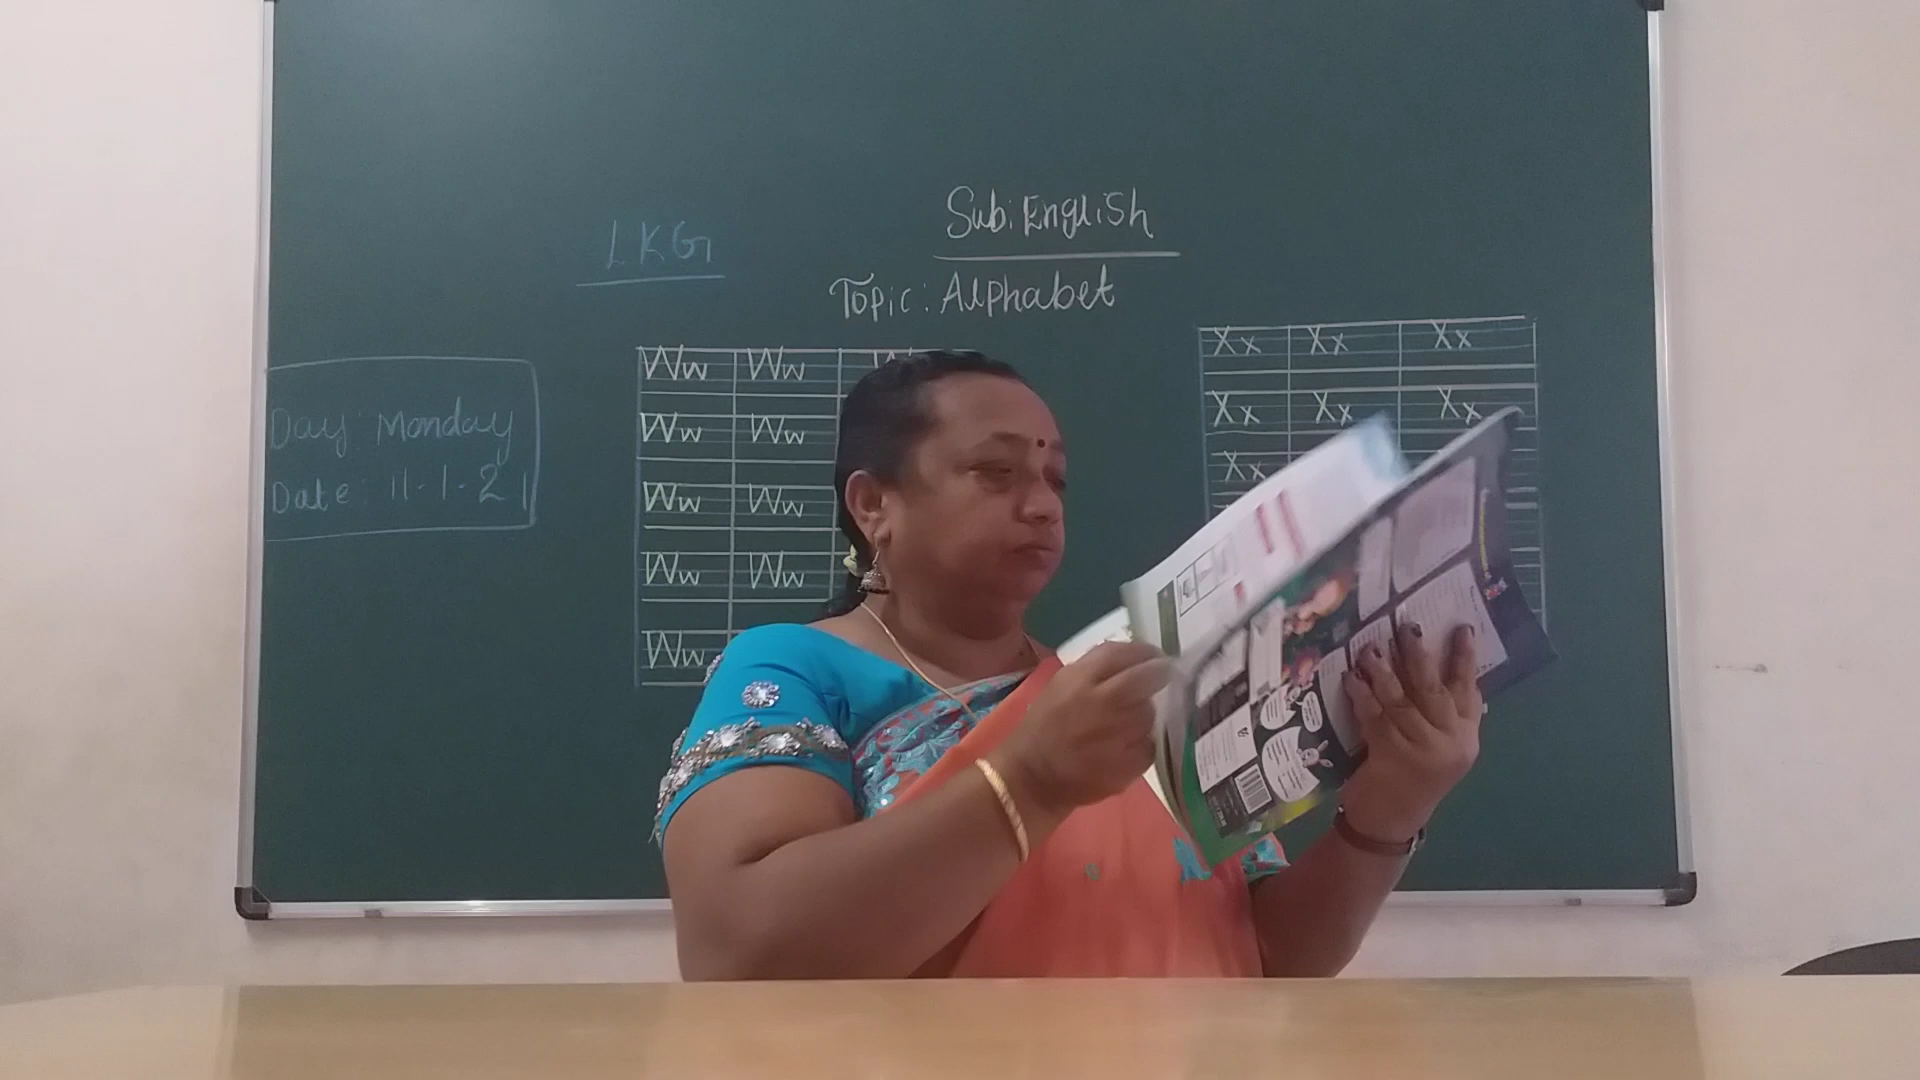 LKG
Sub: English
Topic: Alphabet
Day: Monday
Date: 11-1-21
Ww Ww
Ww Ww
Ww Ww
Ww Ww
Ww
Xx Xx Xx
Xx Xx Xx
Xx